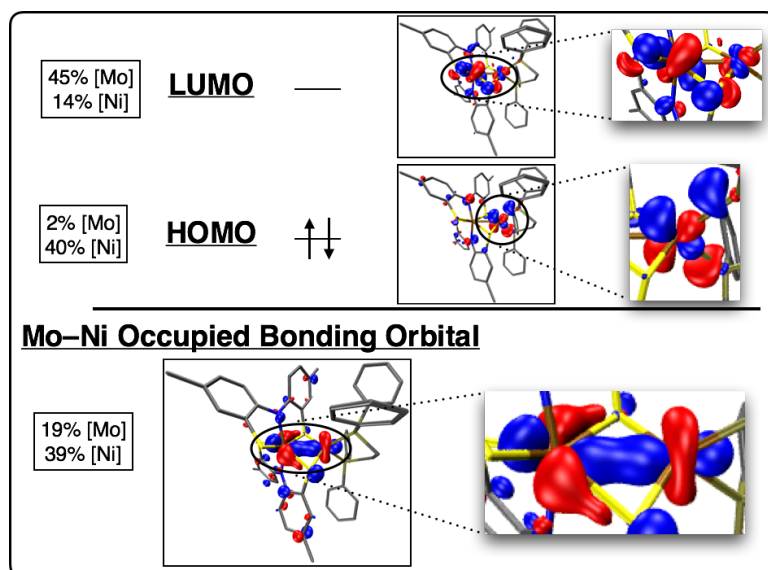 45% [Mo]
14% [Ni]
LUMO
2% [Mo]
40% [Ni]
HOMO
Mo–Ni Occupied Bonding Orbital
19% [Mo]
39% [Ni]